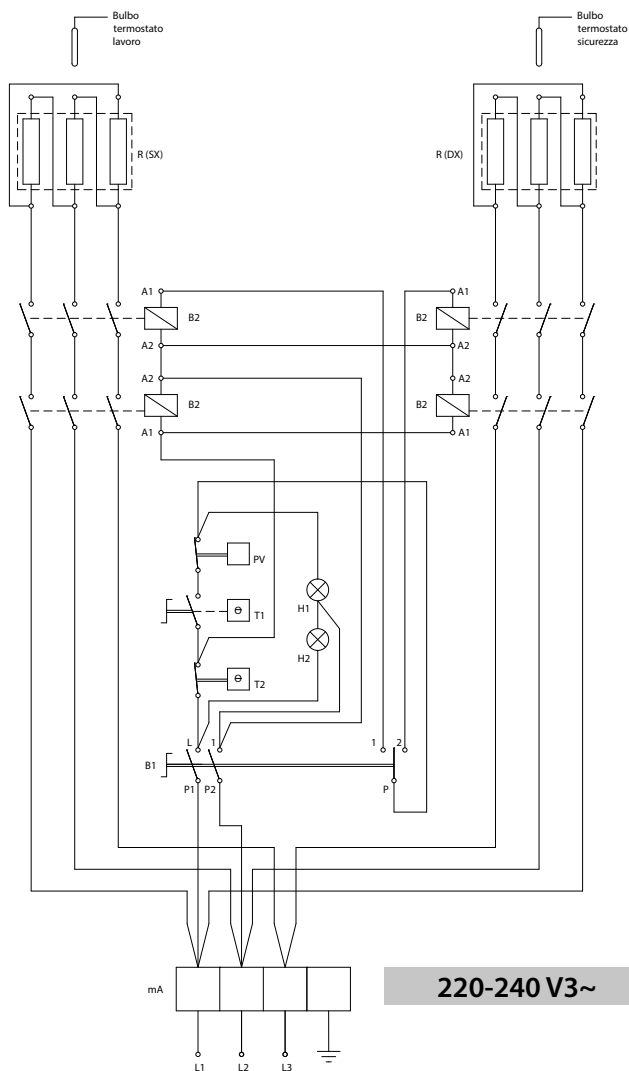 Bulbo
termostato
lavoro
Bulbo
termostato
sicurezza
R (SX)
R (DX)
A1
A1
B2
B2
A2
A2
A2
A2
B2
B2
A1
A1
PV
H1
T1
H2
T2
L
1
1
2
B1
P1
P2
P
mA
220-240 V3~
L1
L2
L3